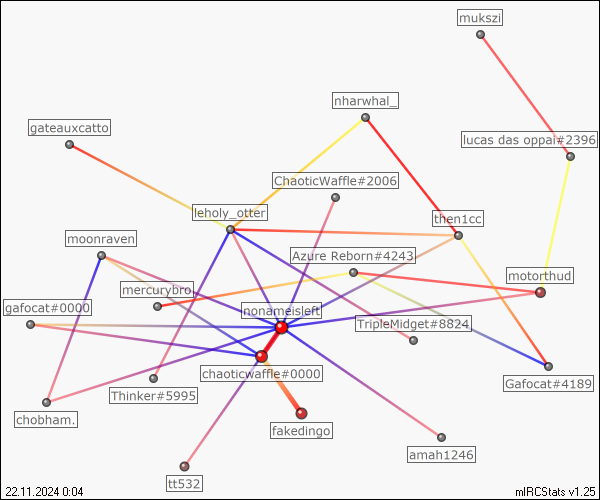 mukszi
nharwhal_
gateauxcatto
lucas das oppai#2396
ChaoticWaffle#2006
leholy_otter
then1cc
moonraven
Azure Reborn#4243
motorthud
mercurybro
gafocat#0000
nonameisleft
TripleMidget#8824
chaoticwaffle#0000
Gafocat#4189
Thinker#5995
chobham.
fakedingo
amah1246
tt532
22.11.2024 0:04
mIRCStats v1.25